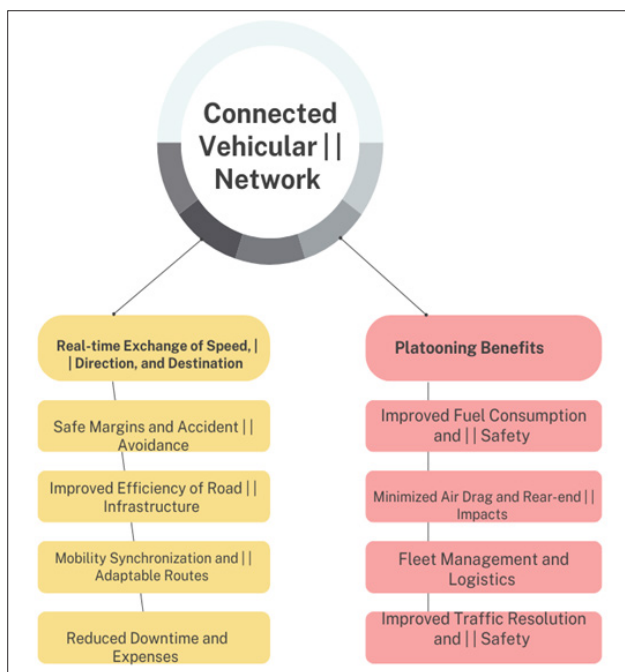 Connected
Vehicular ||
Network
Real-time Exchange of Speed, |
| Direction, and Destination
Safe Margins and Accident ||
Avoidance
Improved Efficiency of Road ||
Infrastructure
Mobility Synchronization and ||
Adaptable Routes
Reduced Downtime and
Expenses
Platooning Benefits
Improved Fuel Consumption
and || Safety
Minimized Air Drag and Rear-end ||
Impacts
Fleet Management and
Logistics
Improved Traffic Resolution
and || Safety